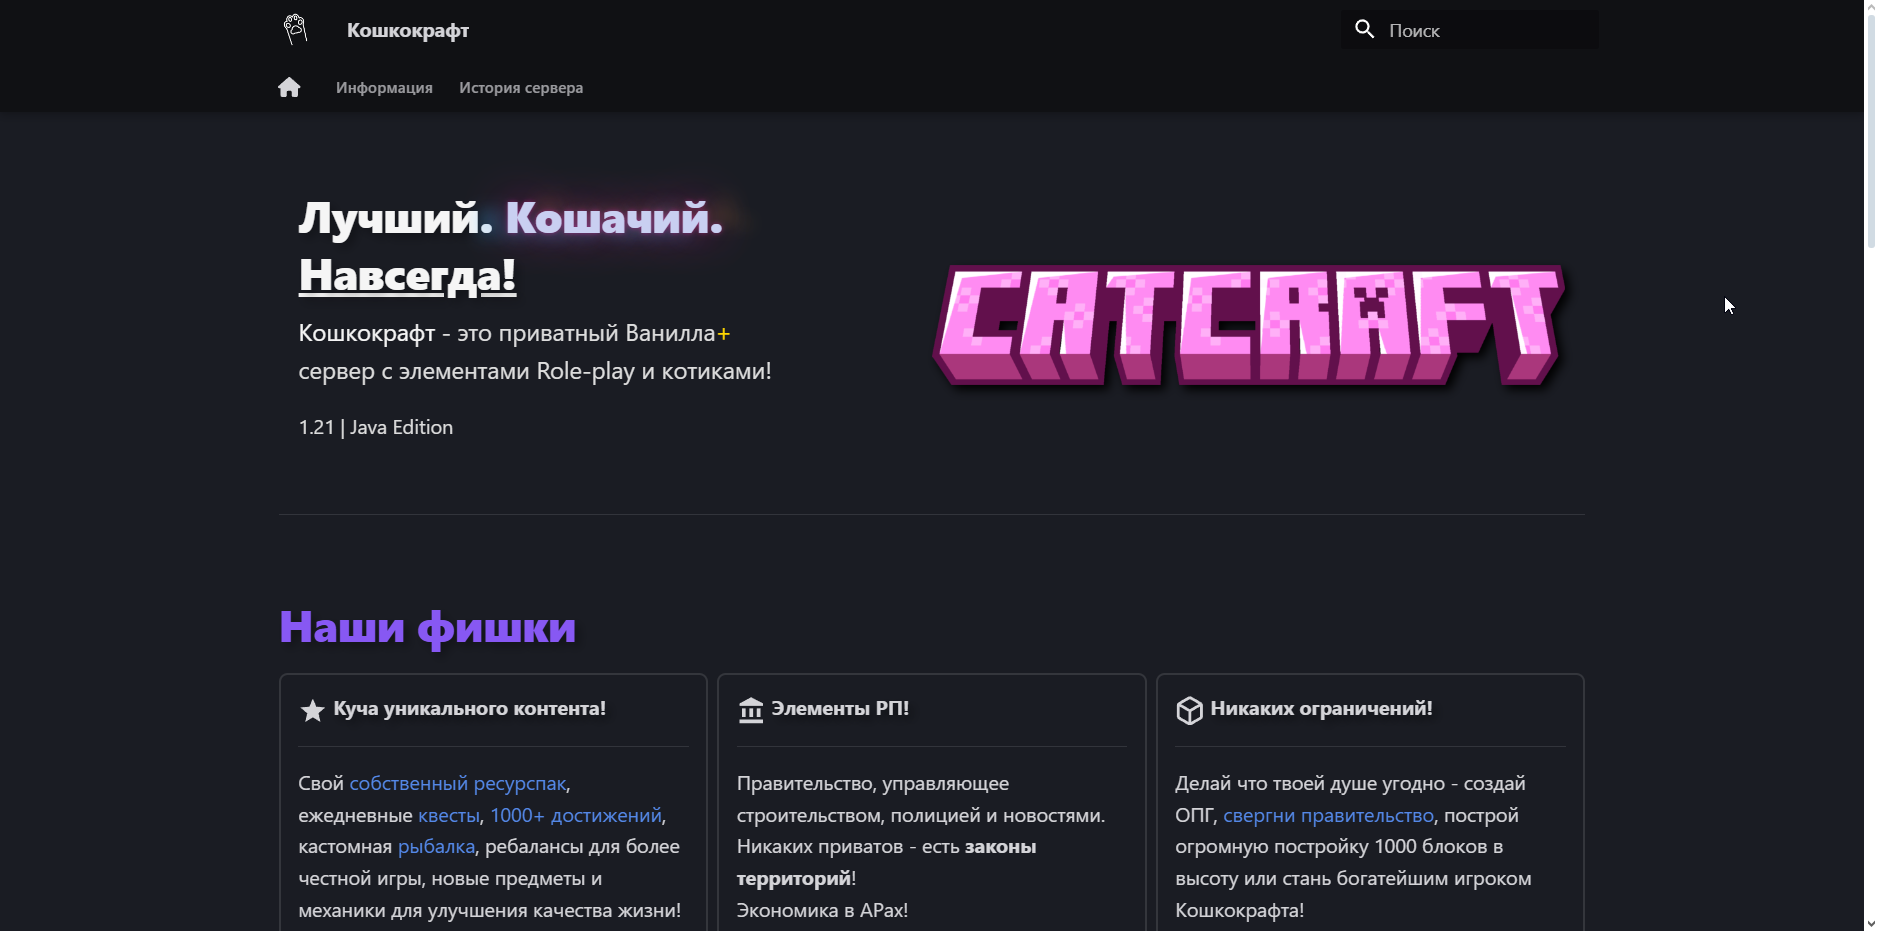 Кошкокрафт
Поиск
Информация
История сервера
Лучший. Кошачий.
Навсегда!
Кошкокрафт - это приватный Ванилла+
сервер с элементами Role-play и котиками!
1.21 | Java Edition
CATCRAFT
Наши фишки
Куча уникального контента!
Свой собственный ресурспак,
ежедневные квесты, 1000+ достижений,
кастомная рыбалка, ребалансы для более
честной игры, новые предметы и
механики для улучшения качества жизни!
Элементы РП!
Правительство, управляющее
строительством, полицией и новостями.
Никаких приватов - есть законы
территорий!
Экономика в АРах!
Никаких ограничений!
Делай что твоей душе угодно - создай
ОПГ, свергни правительство, построй
огромную постройку 1000 блоков в
высоту или стань богатейшим игроком
Кошкокрафта!